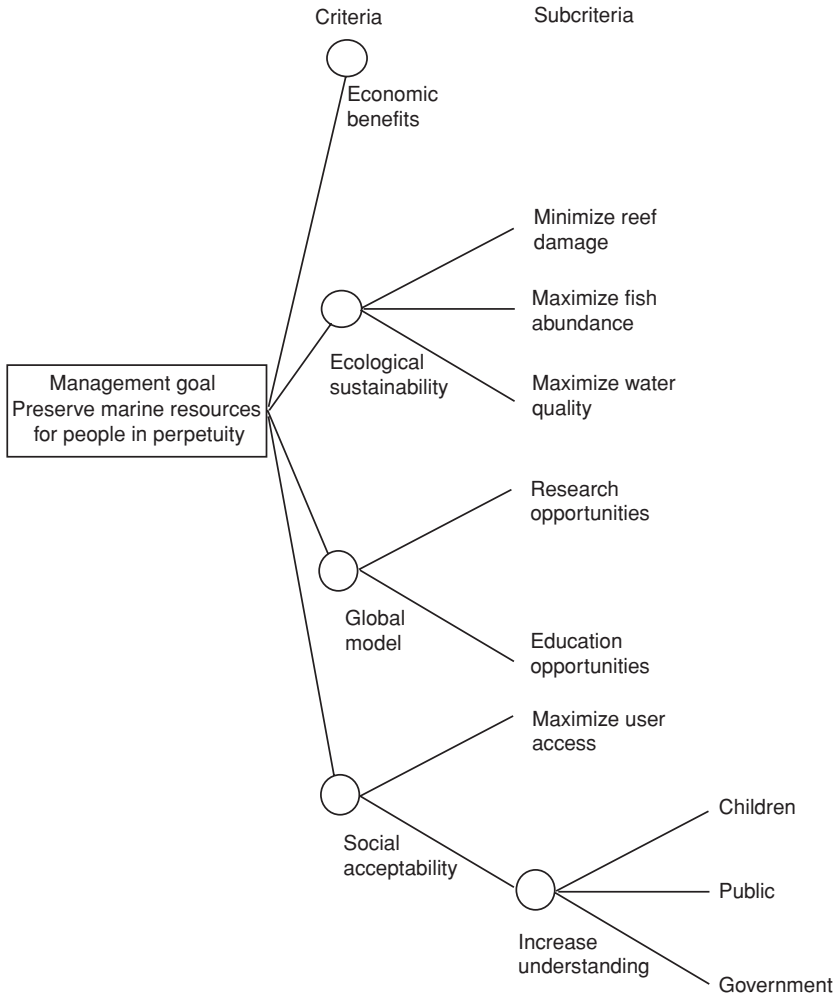 Criteria
Subcriteria
Economic
benefits
Minimize reef
damage
Maximize fish
abundance
Ecological
sustainability
Maximize water
quality
Management goal
Preserve marine resources
for people in perpetuity
Research
opportunities
Global
model
Education
opportunities
Maximize user
access
Social
acceptability
Children
Public
Increase
understanding
Government